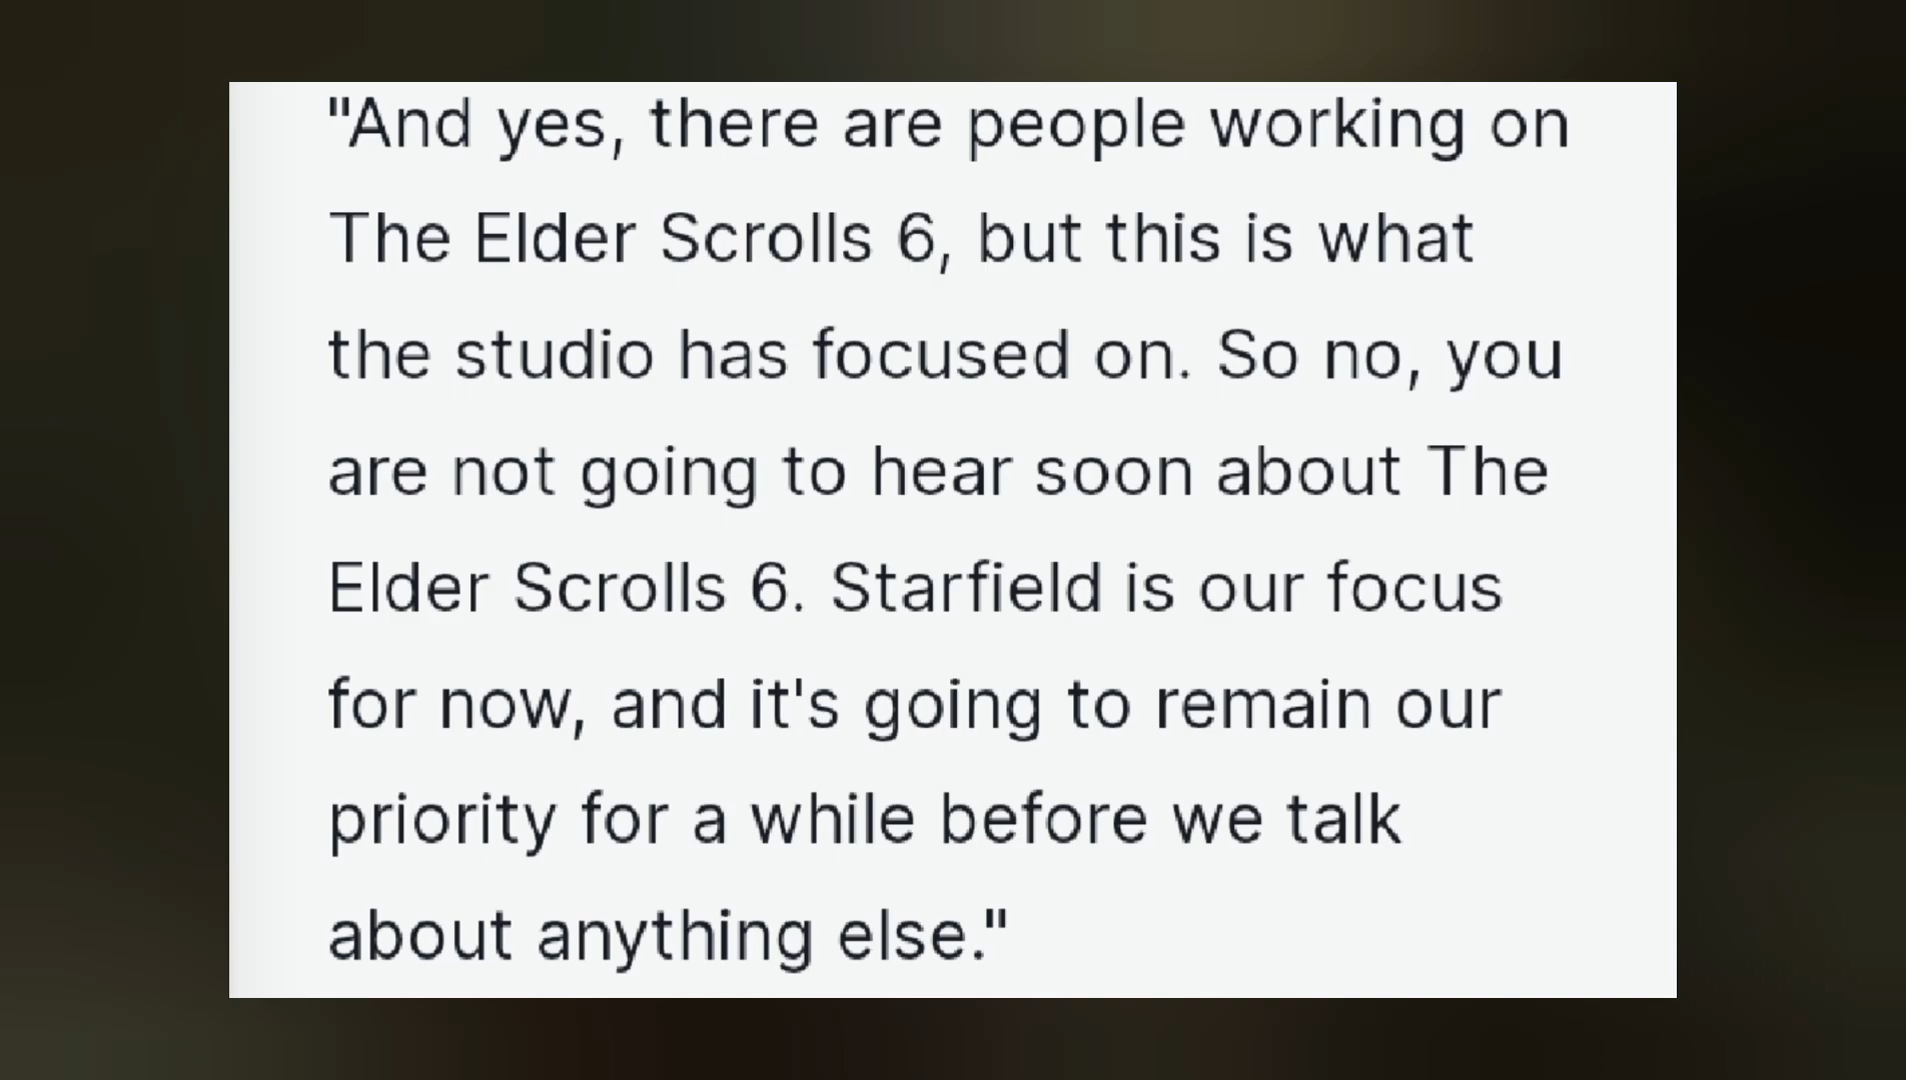 "And yes, there are people working on
The Elder Scrolls 6, but this is what
the studio has focused on. So no, you
are not going to hear soon about The
Elder Scrolls 6. Starfield is our focus
for now, and it's going to remain our
priority for a while before we talk
about anything else."